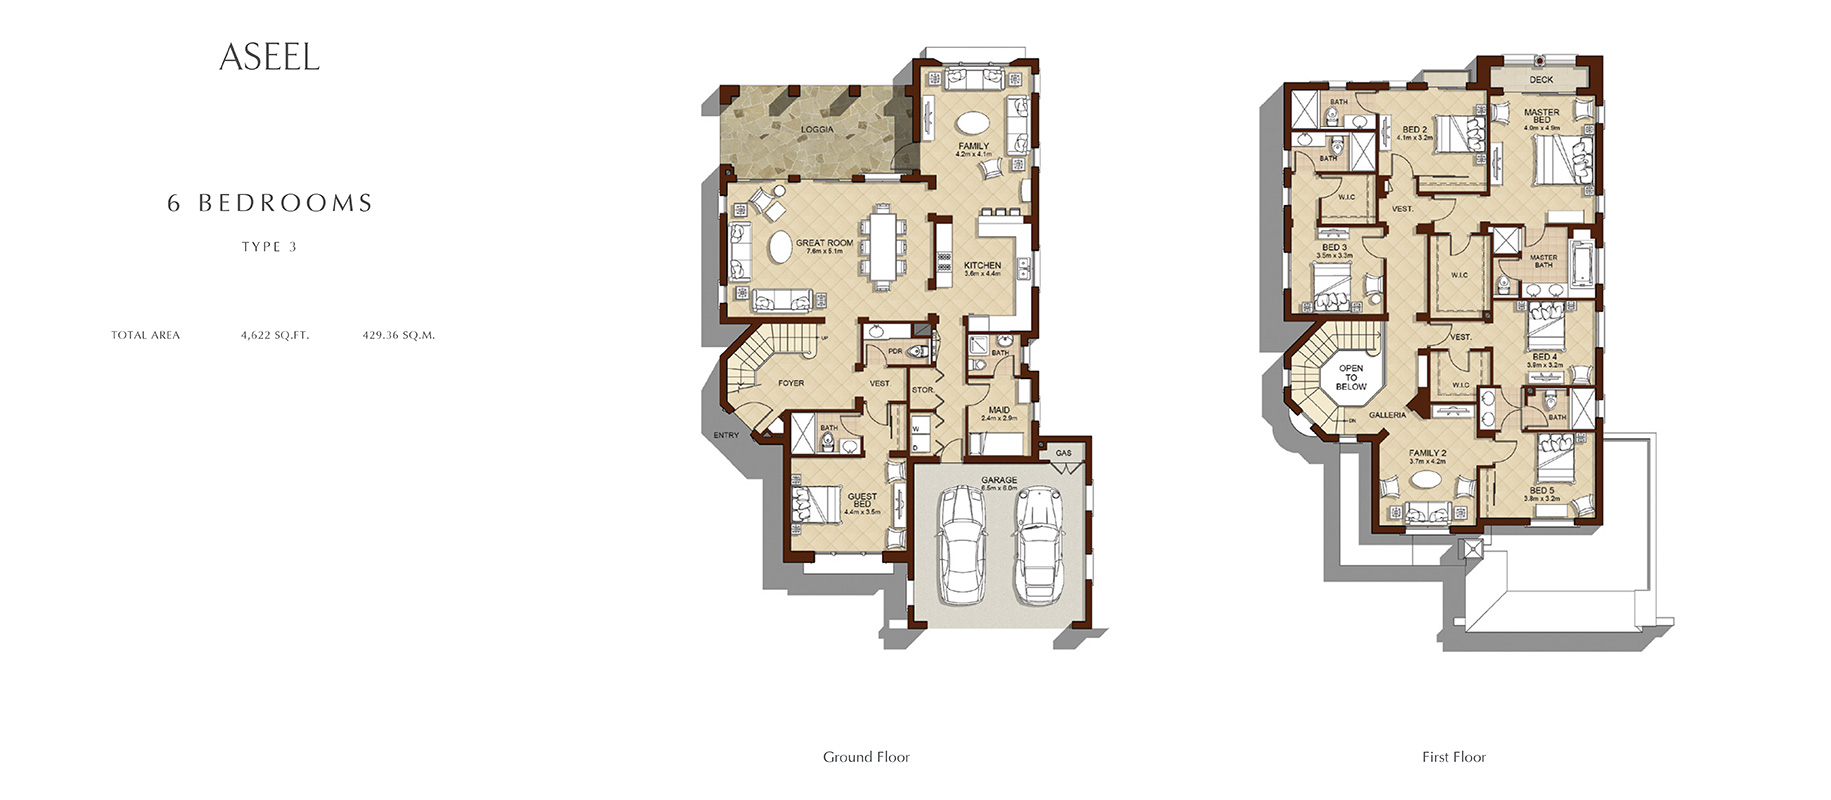 ASEEL
6 BEDROOMS
TYPE 3
TOTAL AREA 4,622 SQ.FT. 429.36 SQ.M.
LOGGIA
FAMILY
4.2m x 4.1m
GREAT ROOM
7.6m x 5.1m
KITCHEN
3.6m x 4.4m
UP
PDR
BATH
FOYER
VEST.
STOR.
MAID
2.4m x 2.9m
ENTRY
BATH
W
D
GAS
GARAGE
6.5m x 6.0m
GUEST
BED
4.4m x 3.5m
Ground Floor
DECK
BATH
BED 2
4.1m x 3.2m
MASTER
BED
4.0m x 4.9m
BATH
W.I.C
VEST.
BED 3
3.5m x 3.3m
W.I.C
MASTER
BATH
VEST.
BED 4
3.9m x 3.2m
OPEN
TO
BELOW
W.I.C
GALLERIA
DN
BATH
FAMILY 2
3.7m x 4.2m
BED 5
3.8m x 3.2m
First Floor